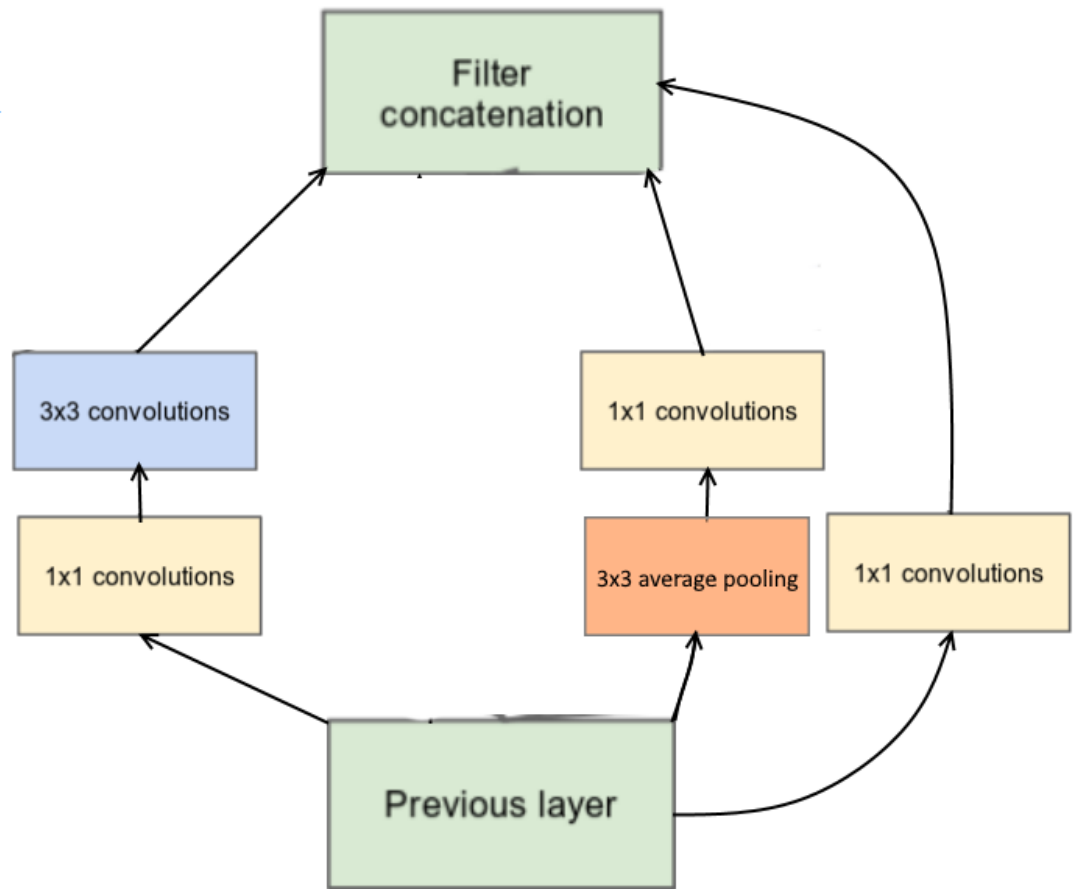 Filter
concatenation
3x3 convolutions
1x1 convolutions
1x1 convolutions
3x3 average pooling
1x1 convolutions
Previous layer